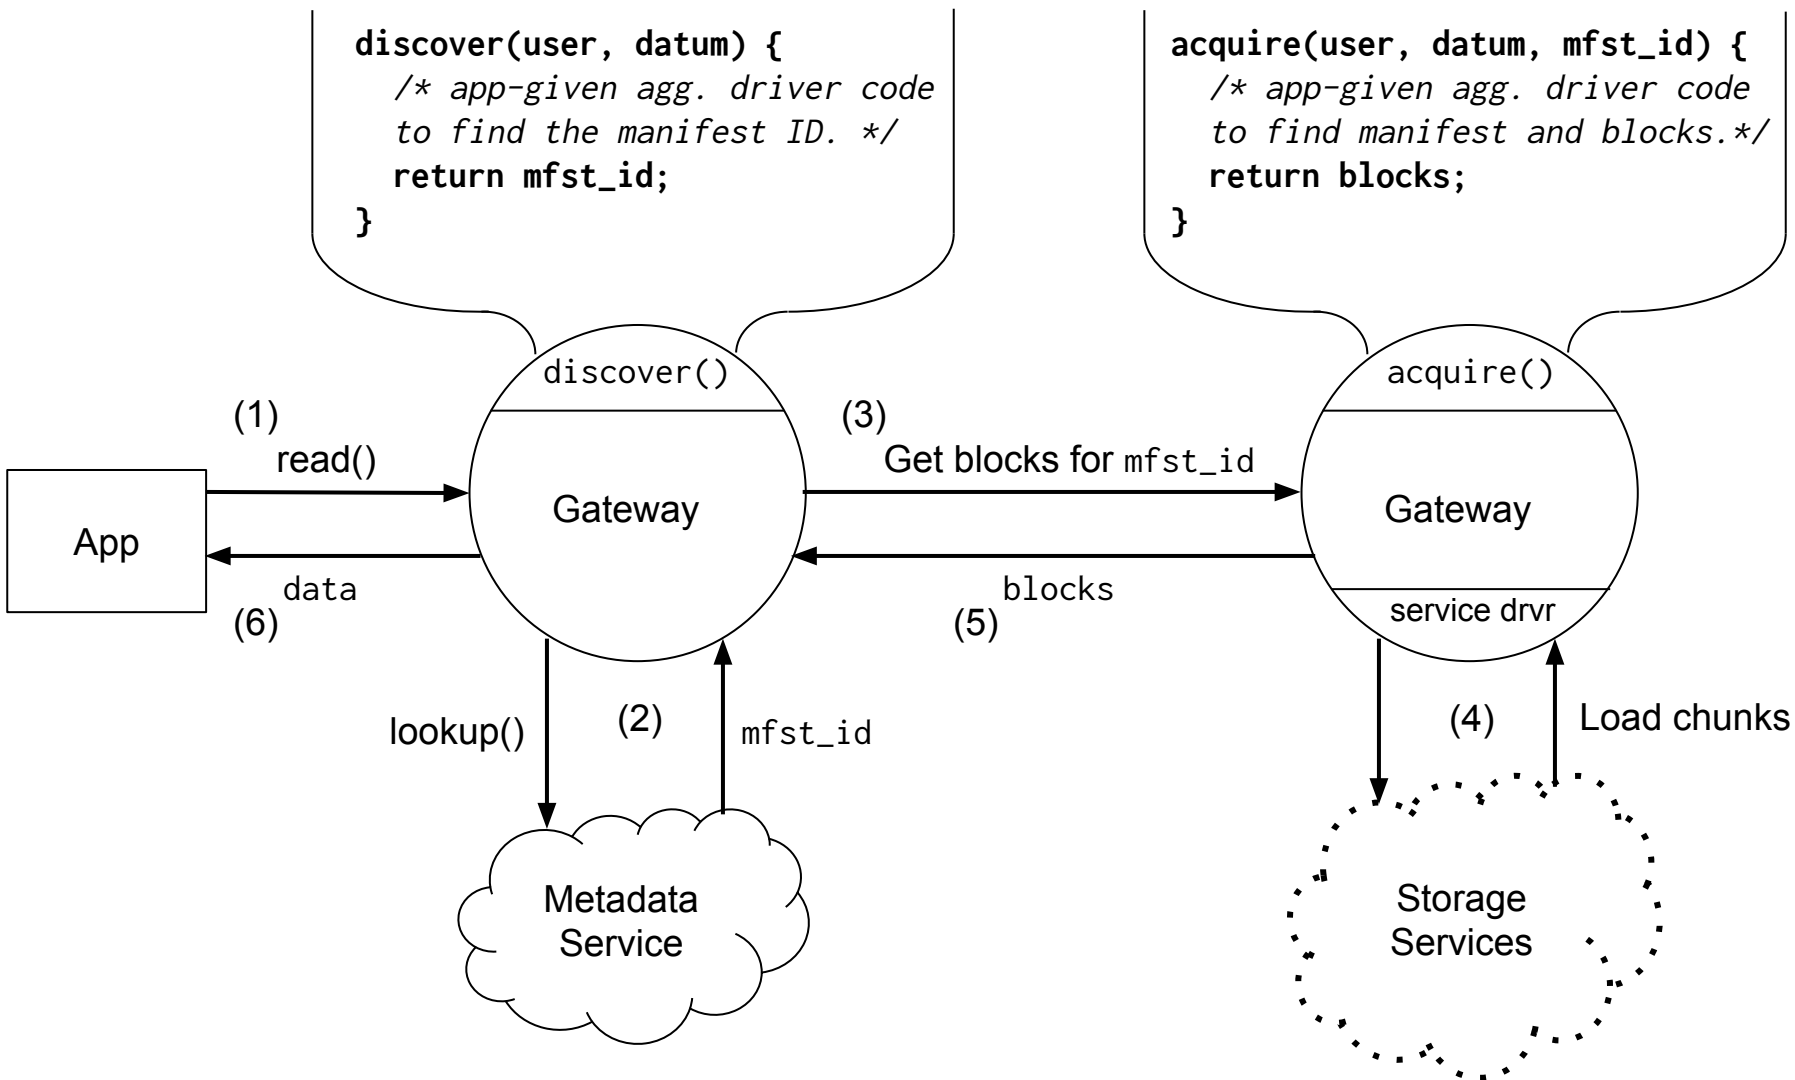 discover(user, datum) {
/* app-given agg. driver code
to find the manifest ID. */
return mfst_id;
}
acquire(user, datum, mfst_id) {
/* app-given agg. driver code
to find manifest and blocks.*/
return blocks;
}
discover()
acquire()
(1)
read()
(3)
Get blocks for mfst_id
App
Gateway
Gateway
data
(6)
blocks
(5)
service drvr
lookup()
(2)
mfst_id
(4)
Load chunks
Metadata
Service
Storage
Services